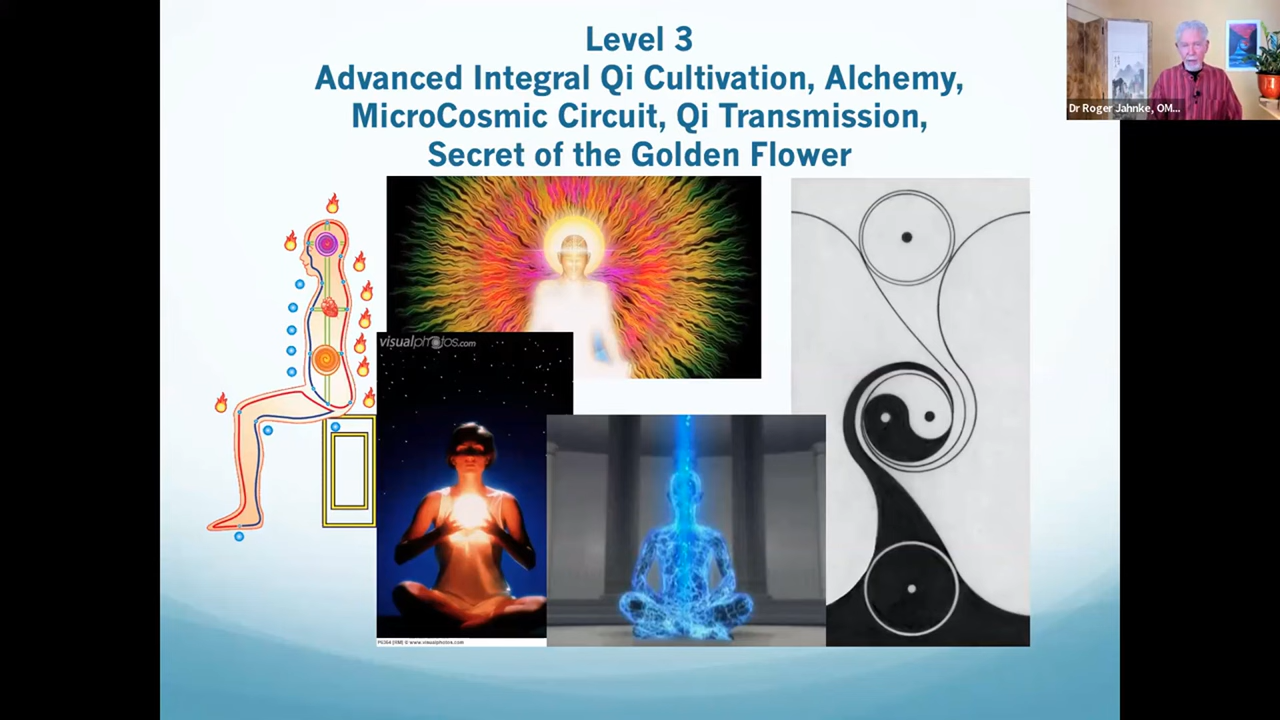 Level 3
Advanced Integral Qi Cultivation, Alchemy,
MicroCosmic Circuit, Qi Transmission,
Secret of the Golden Flower
Dr Roger Jahnke, OM...
visualphotos.com